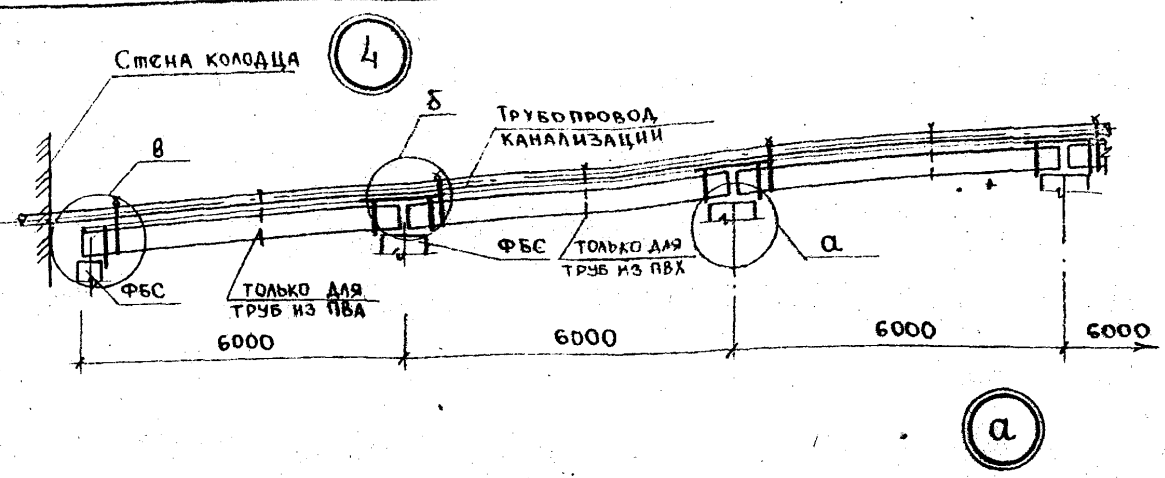 4
Стена колодца
б
Трубопровод
канализации
в
ФБС
только для
труб из ПВА
ФБС
только для
труб из ПВХ
а
6000
6000
6000
6000
а